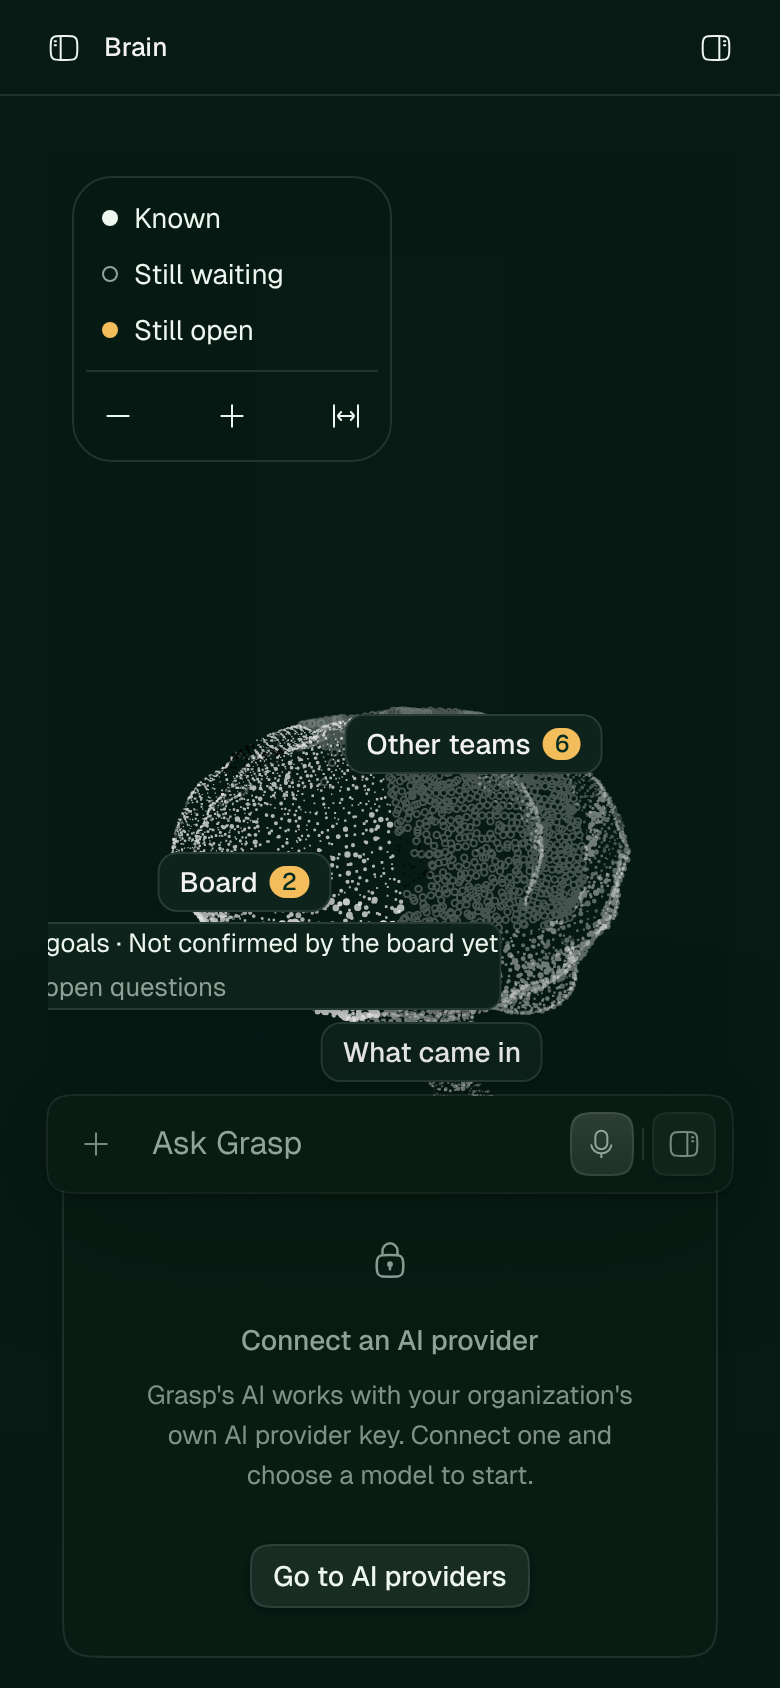 Brain
Known
Still waiting
Still open
Other teams 6
Board 2
goals · Not confirmed by the board yet
open questions
What came in
Ask Grasp
Connect an AI provider
Grasp's AI works with your organization's
own AI provider key. Connect one and
choose a model to start.
Go to AI providers